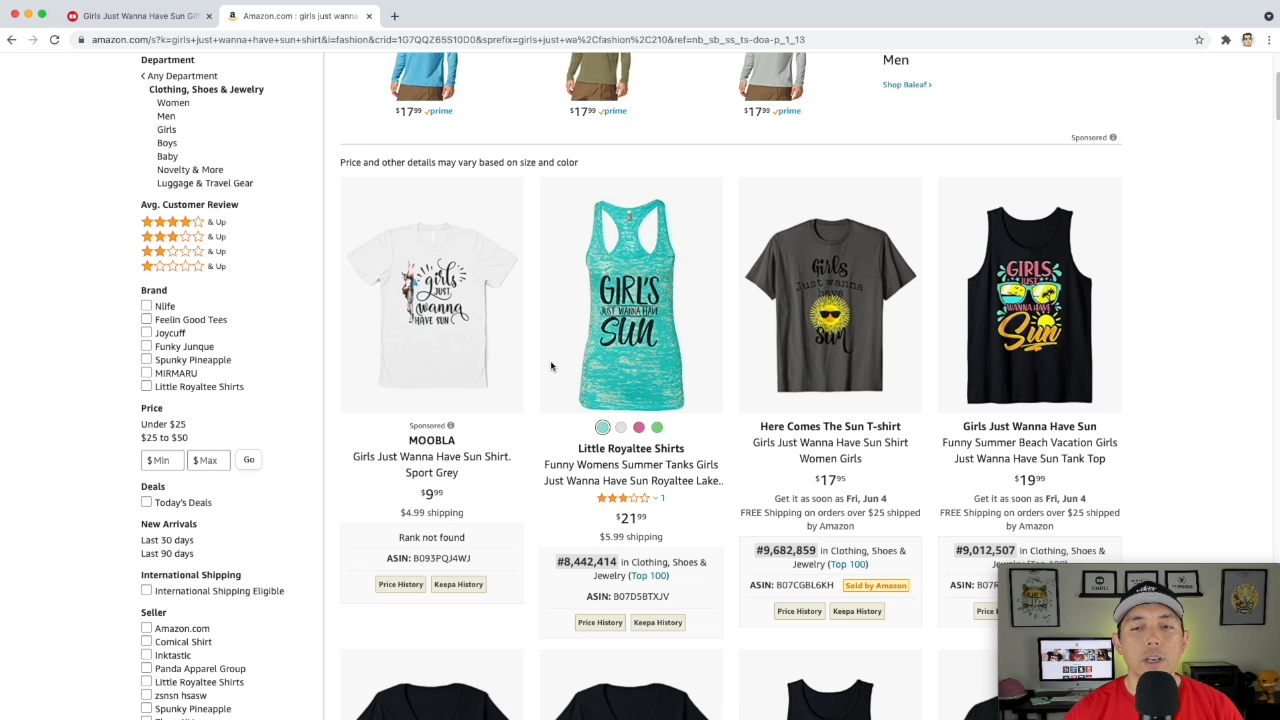 Girls Just Wanna Have Sun Gif
Amazon.com : girls just wanna
amazon.com/s?k=girls+just+wanna+have+sun+shirt&i=fashion&crid=1G7QQZ65S10D0&sprefix=girls+just+wa%2Cfashion%2C210&ref=nb_sb_ss_ts-doa-p_1_13
Department
Any Department
Clothing, Shoes & Jewelry
Women
Men
Girls
Boys
Baby
Novelty & More
Luggage & Travel Gear
Avg. Customer Review
& Up
& Up
& Up
& Up
Brand
Nlife
Feelin Good Tees
Joycuff
Funky Junque
Spunky Pineapple
MIRMARU
Little Royaltee Shirts
Price
Under $25
$25 to $50
$ Min $ Max Go
Deals
Today's Deals
New Arrivals
Last 30 days
Last 90 days
International Shipping
International Shipping Eligible
Seller
Amazon.com
Comical Shirt
Inktastic
Panda Apparel Group
Little Royaltee Shirts
zsnsn hsasw
Spunky Pineapple
$17.99 prime
$17.99 prime
$17.99 prime
Men
Shop Baleaf
Sponsored
Price and other details may vary based on size and color
girls
Just
wanna
HAVE SUN
Sponsored
MOOBLA
Girls Just Wanna Have Sun Shirt.
Sport Grey
$9.99
$4.99 shipping
Rank not found
ASIN: B093PQJ4WJ
Price History Keepa History
GIRL'S
JUST WANNA HAVE
Sun
Little Royaltee Shirts
Funny Womens Summer Tanks Girls
Just Wanna Have Sun Royaltee Lake..
1
$21.99
$5.99 shipping
#8,442,414 in Clothing, Shoes &
Jewelry (Top 100)
ASIN: B07D5BTXJV
Price History Keepa History
Girls
Just wanna
have
Sun
Here Comes The Sun T-shirt
Girls Just Wanna Have Sun Shirt
Women Girls
$17.95
Get it as soon as Fri, Jun 4
FREE Shipping on orders over $25 shipped
by Amazon
#9,682,859 in Clothing, Shoes &
Jewelry (Top 100)
ASIN: B07CGBL6KH Sold by Amazon
Price History Keepa History
GIRLS
JUST
WANNA HAVE
Sun
Girls Just Wanna Have Sun
Funny Summer Beach Vacation Girls
Just Wanna Have Sun Tank Top
$19.99
Get it as soon as Fri, Jun 4
FREE Shipping on orders over $25 shipped
by Amazon
#9,012,507 in Clothing, Shoes &
ASIN: